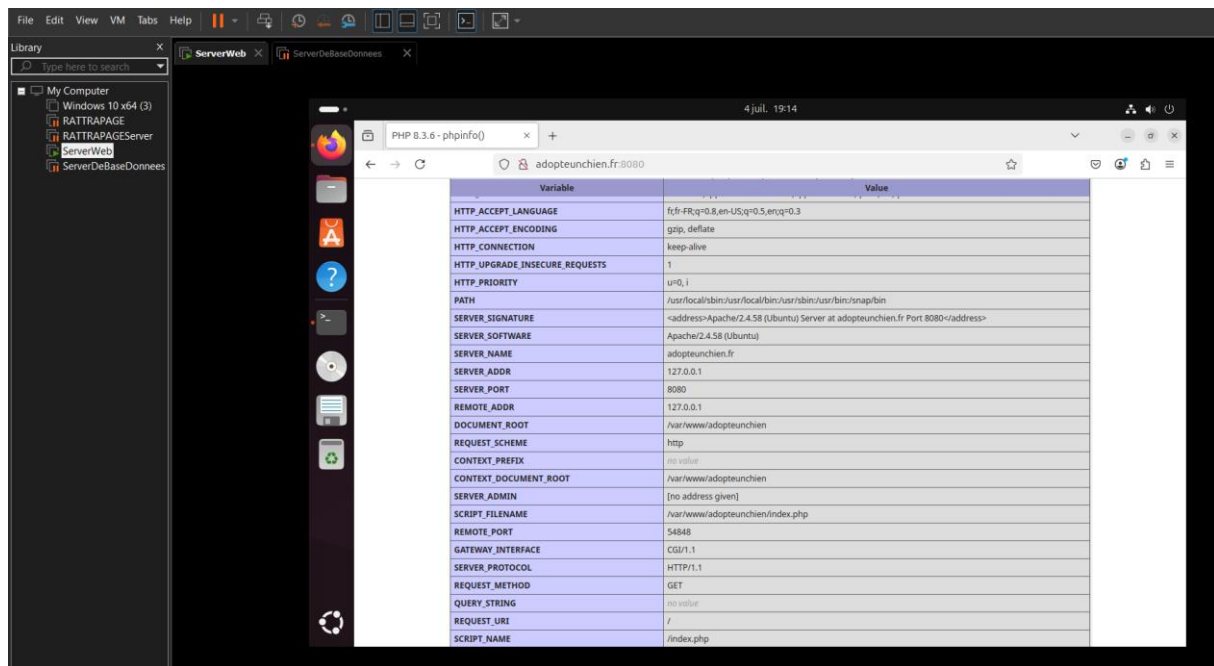 File Edit View VM Tabs Help
Library X
Type here to search
My Computer
Windows 10 x64 (3)
RATTRAPAGE
RATTRAPAGEServer
ServerWeb
ServerDeBaseDonnees
ServerWeb
ServerDeBaseDonnees
4 juil. 19:14
PHP 8.3.6 - phpinfo()
adopteunchien.fr:8080
Variable Value
HTTP_ACCEPT_LANGUAGE fr,fr-FR;q=0.8,en-US;q=0.5,en;q=0.3
HTTP_ACCEPT_ENCODING gzip, deflate
HTTP_CONNECTION keep-alive
HTTP_UPGRADE_INSECURE_REQUESTS 1
HTTP_PRIORITY u=0, i
PATH /usr/local/sbin:/usr/local/bin:/usr/sbin:/usr/bin:/snap/bin
SERVER_SIGNATURE <address>Apache/2.4.58 (Ubuntu) Server at adopteunchien.fr Port 8080</address>
SERVER_SOFTWARE Apache/2.4.58 (Ubuntu)
SERVER_NAME adopteunchien.fr
SERVER_ADDR 127.0.0.1
SERVER_PORT 8080
REMOTE_ADDR 127.0.0.1
DOCUMENT_ROOT /var/www/adopteunchien
REQUEST_SCHEME http
CONTEXT_PREFIX no value
CONTEXT_DOCUMENT_ROOT /var/www/adopteunchien
SERVER_ADMIN [no address given]
SCRIPT_FILENAME /var/www/adopteunchien/index.php
REMOTE_PORT 54848
GATEWAY_INTERFACE CGI/1.1
SERVER_PROTOCOL HTTP/1.1
REQUEST_METHOD GET
QUERY_STRING no value
REQUEST_URI /
SCRIPT_NAME /index.php